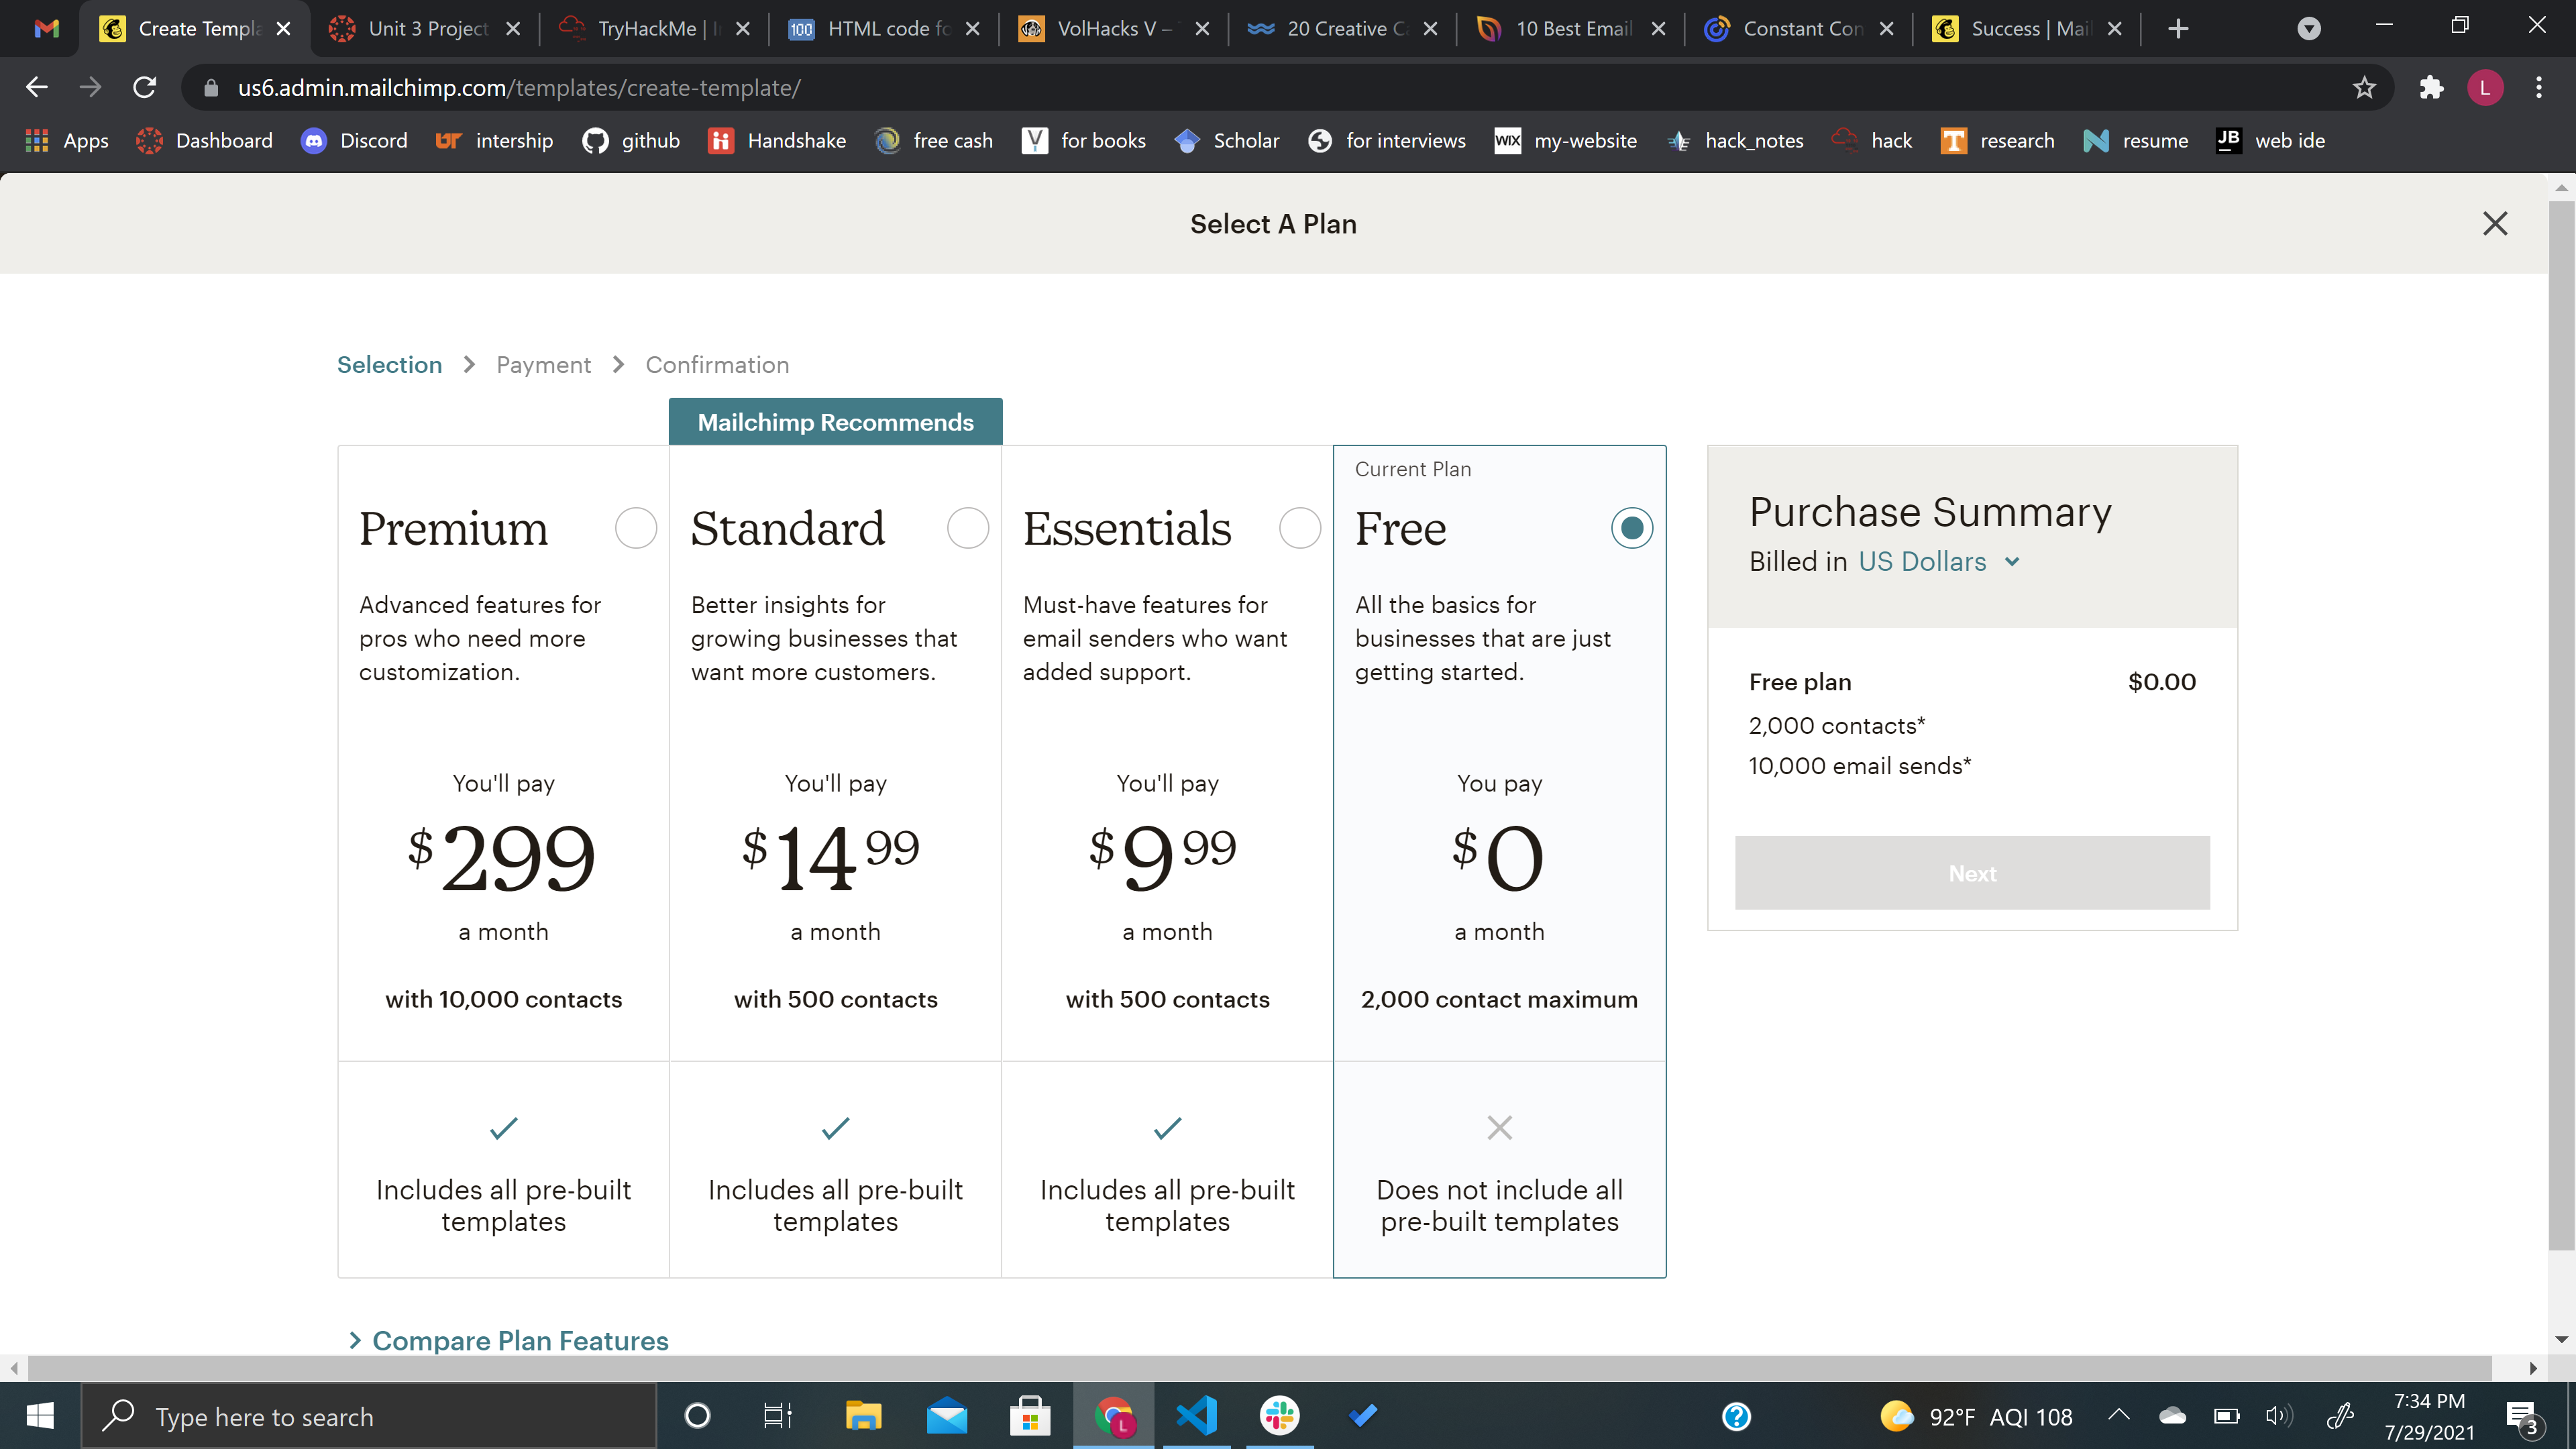 Create Templa
Unit 3 Project
TryHackMe | I
100 HTML code fo
VolHacks V –
20 Creative C
10 Best Email
Constant Con
Success | Mail
us6.admin.mailchimp.com/templates/create-template/
L
Apps
Dashboard
Discord
intership
github
Handshake
free cash
for books
Scholar
for interviews
WIX my-website
hack_notes
hack
research
resume
JB web ide
Select A Plan
Selection > Payment > Confirmation
Mailchimp Recommends
Premium
Advanced features for
pros who need more
customization.
You'll pay
$299
a month
with 10,000 contacts
Includes all pre-built
templates
Standard
Better insights for
growing businesses that
want more customers.
You'll pay
$14 99
a month
with 500 contacts
Includes all pre-built
templates
Essentials
Must-have features for
email senders who want
added support.
You'll pay
$9 99
a month
with 500 contacts
Includes all pre-built
templates
Current Plan
Free
All the basics for
businesses that are just
getting started.
You pay
$0
a month
2,000 contact maximum
Does not include all
pre-built templates
Purchase Summary
Billed in US Dollars
Free plan $0.00
2,000 contacts*
10,000 email sends*
Next
Compare Plan Features
Type here to search
L
92°F AQI 108
7:34 PM
7/29/2021
3